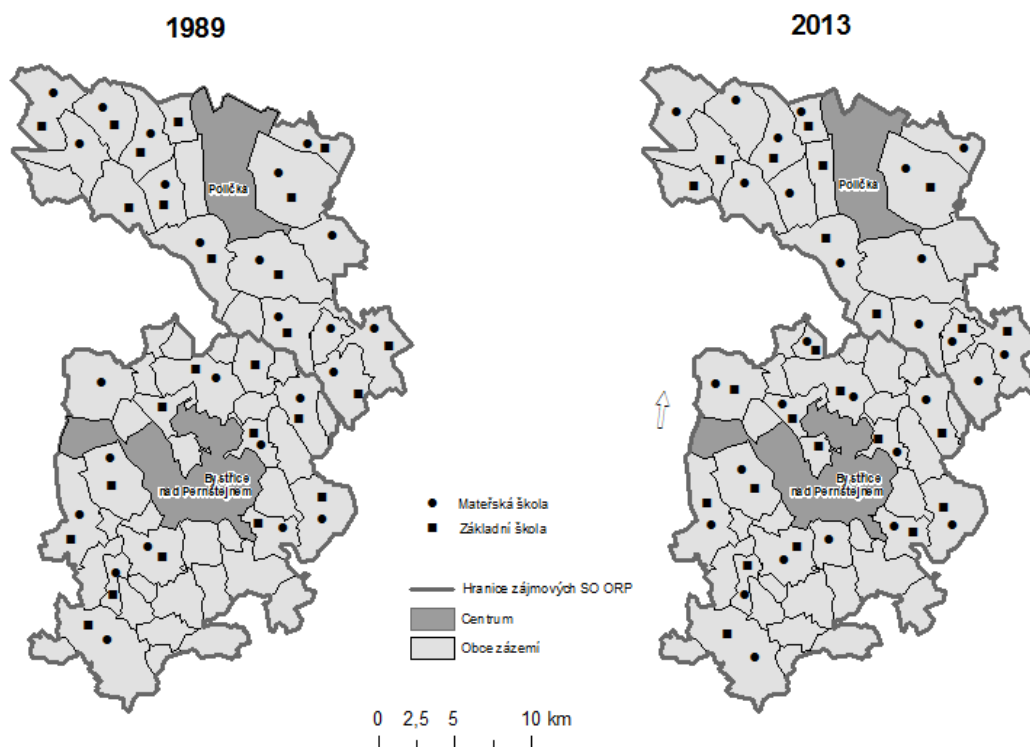 1989
2013
Polička
Polička
Bystřice
nad Pernštejnem
Bystřice
nad Pernštejnem
Mateřská škola
Základní škola
Hranice zájmových SO ORP
Centrum
Obce zázemí
0 2,5 5 10 km